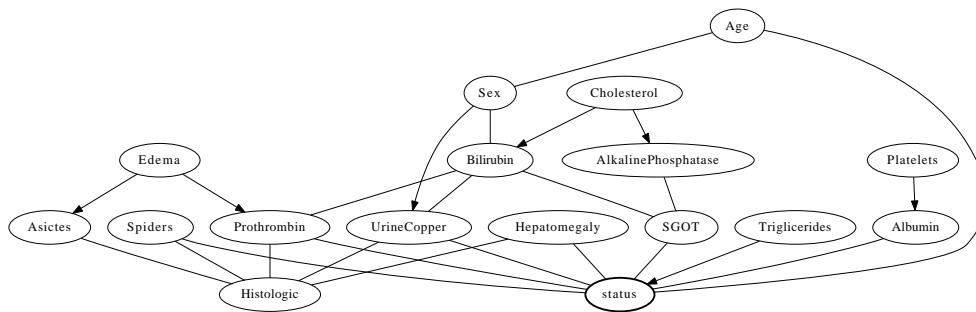 Age
Sex
Cholesterol
Edema
Bilirubin
AlkalinePhosphatase
Platelets
Asictes
Spiders
Prothrombin
UrineCopper
Hepatomegaly
SGOT
Triglicerides
Albumin
Histologic
status